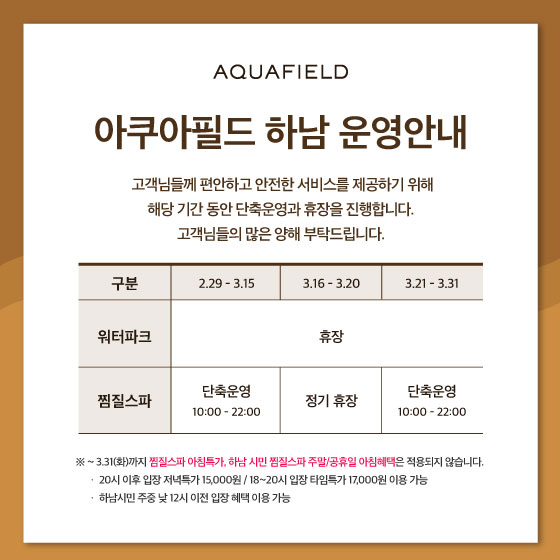 AQUAFIELD
아쿠아필드 하남 운영안내
고객님들께 편안하고 안전한 서비스를 제공하기 위해
해당 기간 동안 단축운영과 휴장을 진행합니다.
고객님들의 많은 양해 부탁드립니다.
구분 2.29 - 3.15 3.16 - 3.20 3.21 - 3.31
워터파크 휴장
찜질스파 단축운영 10:00 - 22:00 정기 휴장 단축운영 10:00 - 22:00
※ ~ 3.31(화)까지 찜질스파 아침특가, 하남 시민 찜질스파 주말/공휴일 아침혜택은 적용되지 않습니다.
· 20시 이후 입장 저녁특가 15,000원 / 18~20시 입장 타임특가 17,000원 이용 가능
· 하남시민 주중 낮 12시 이전 입장 혜택 이용 가능